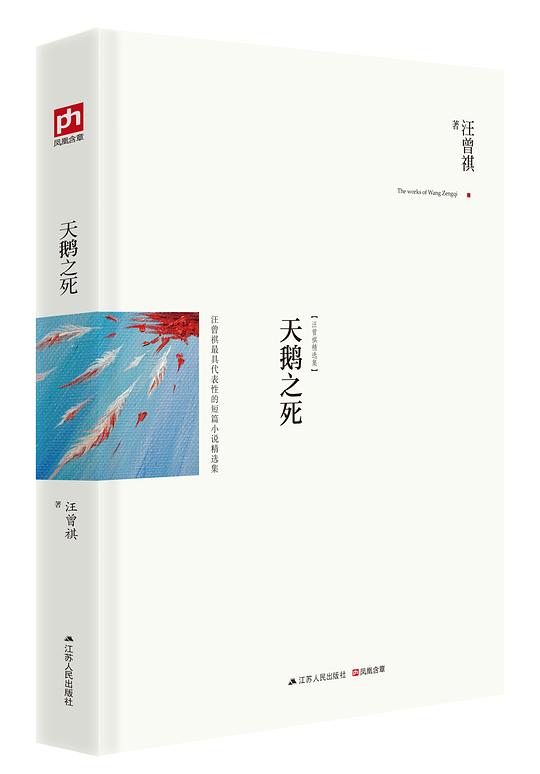 ph
凤凰含章
天鹅之死
汪曾祺
著
江苏人民出版社
汪曾祺
著
The works of Wang Zengqi
【汪曾祺精选集】
天鹅之死
汪曾祺最具代表性的短篇小说精选集
江苏人民出版社
ph凤凰含章